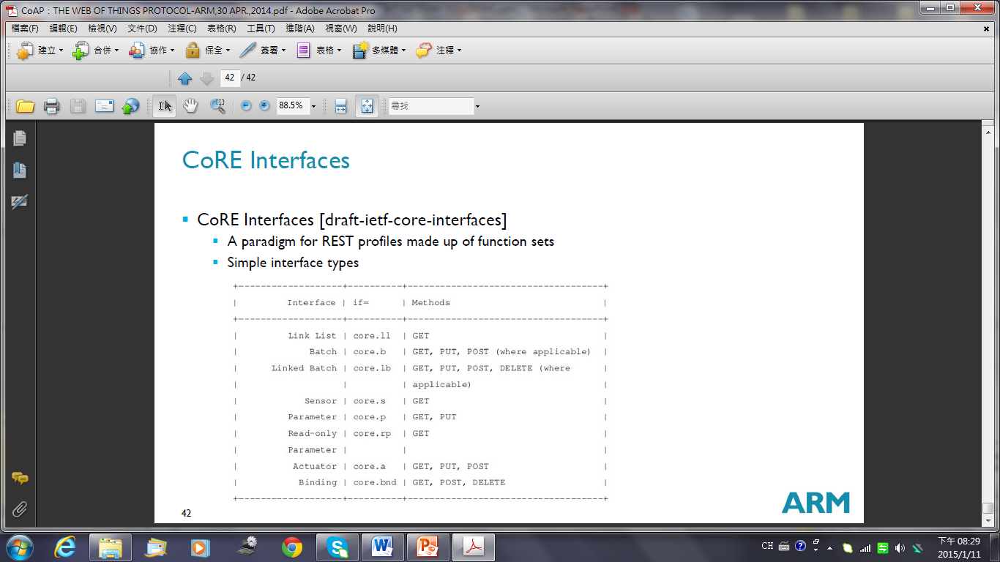 CoAP : THE WEB OF THINGS PROTOCOL-ARM,30 APR.,2014.pdf - Adobe Acrobat Pro
檔案(F) 編輯(E) 檢視(V) 文件(D) 注釋(C) 表格(R) 工具(T) 進階(A) 視窗(W) 說明(H)
建立 合併 協作 保全 簽署 表格 多媒體 注釋
42 / 42
88.5% 尋找
CoRE Interfaces
CoRE Interfaces [draft-ietf-core-interfaces]
A paradigm for REST profiles made up of function sets
Simple interface types
+-------------------+----------+------------------------------------+
| Interface | if= | Methods |
+-------------------+----------+------------------------------------+
| Link List | core.ll | GET |
| Batch | core.b | GET, PUT, POST (where applicable) |
| Linked Batch | core.lb | GET, PUT, POST, DELETE (where |
| | | applicable) |
| Sensor | core.s | GET |
| Parameter | core.p | GET, PUT |
| Read-only | core.rp | GET |
| Parameter | | |
| Actuator | core.a | GET, PUT, POST |
| Binding | core.bnd | GET, POST, DELETE |
+-------------------+----------+------------------------------------+
42
ARM
CH
下午 08:29
2015/1/11